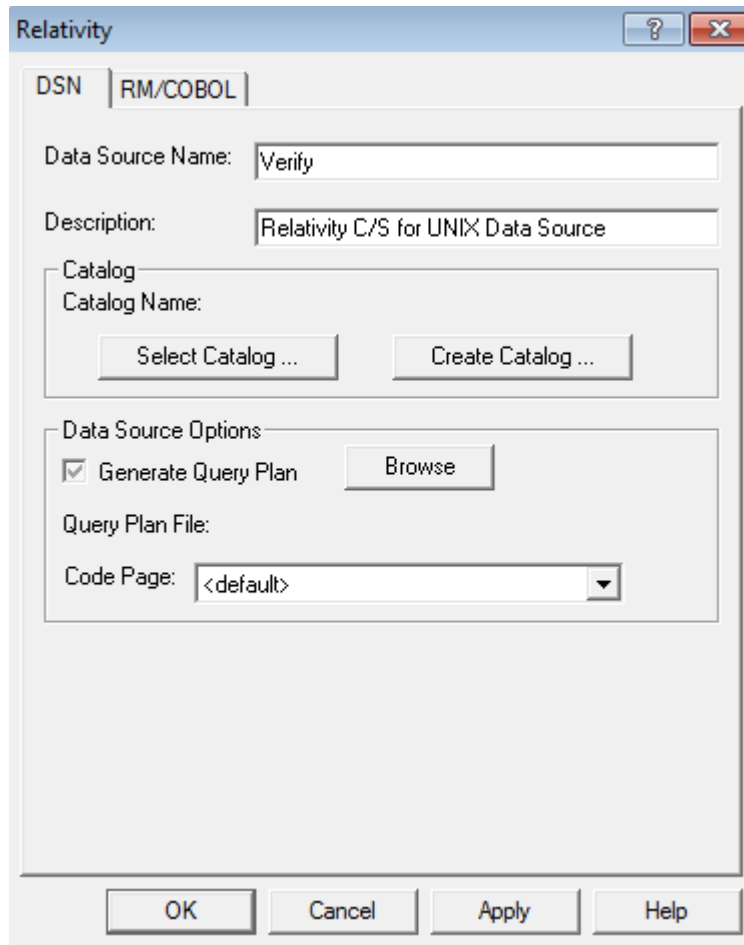 Relativity
DSN RM/COBOL
Data Source Name: Verify
Description: Relativity C/S for UNIX Data Source
Catalog
Catalog Name:
Select Catalog ... Create Catalog ...
Data Source Options
Generate Query Plan Browse
Query Plan File:
Code Page: <default>
OK Cancel Apply Help